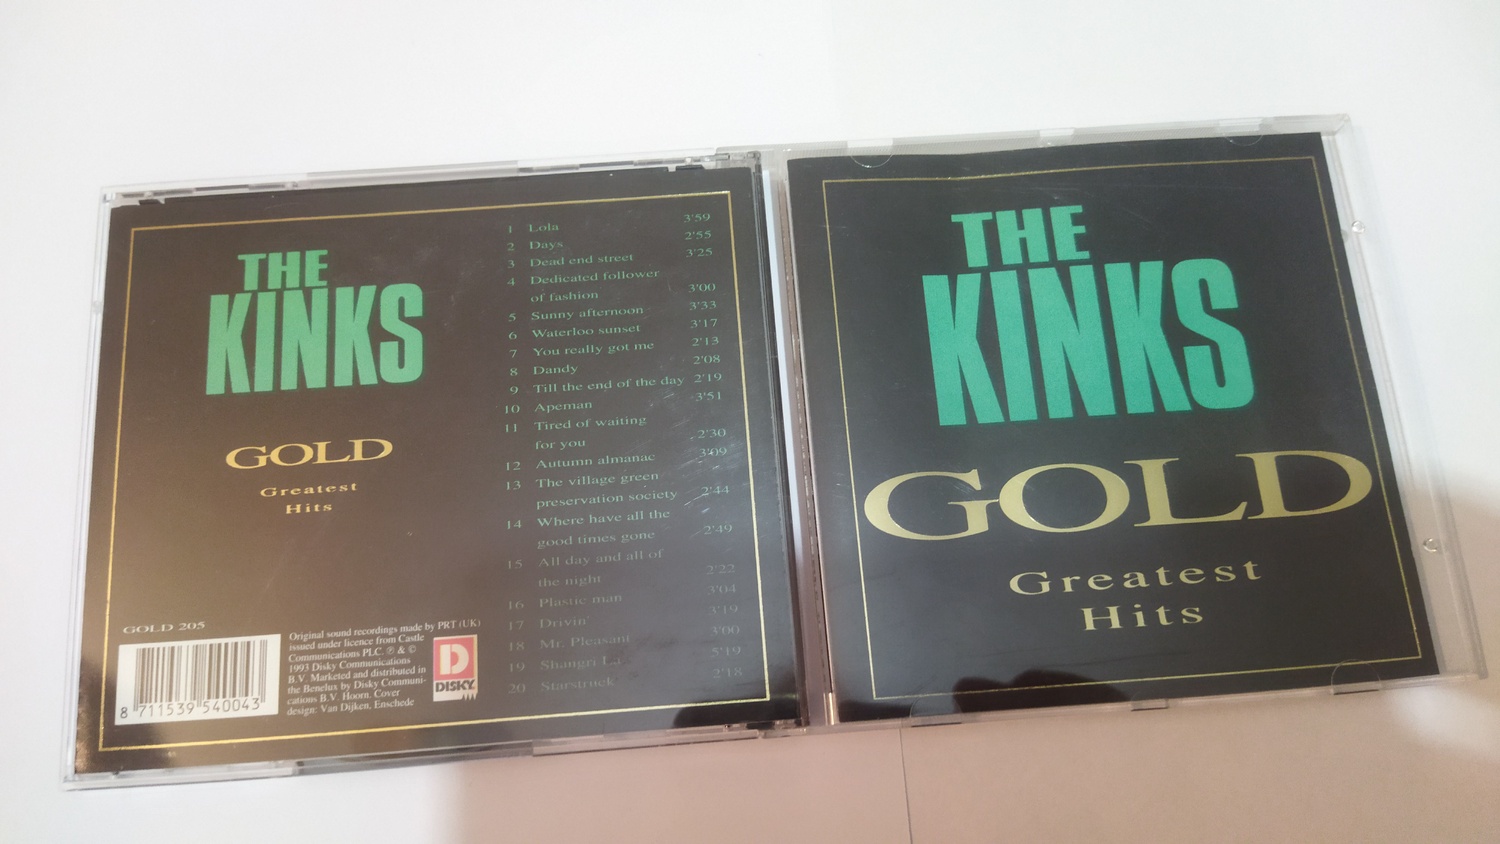 THE
KINKS
GOLD
Greatest
Hits
1 Lola 3'59
2 Days 2'55
3 Dead end street 3'25
4 Dedicated follower
of fashion 3'00
5 Sunny afternoon 3'33
6 Waterloo sunset 3'17
7 You really got me 2'13
8 Dandy 2'08
9 Till the end of the day 2'19
10 Apeman 3'51
11 Tired of waiting
for you 2'30
12 Autumn almanac 3'09
13 The village green
preservation society 2'44
14 Where have all the
good times gone 2'49
15 All day and all of
the night 2'22
16 Plastic man 3'04
17 Drivin' 3'19
18 Mr. Pleasant 3'00
19 Shangri La 5'19
20 Starstruck 2'18
GOLD 205
8 711539 540043
Original sound recordings made by PRT (UK)
issued under licence from Castle
Communications PLC. ℗ & ©
1993 Disky Communications
B.V. Marketed and distributed in
the Benelux by Disky Communi-
cations B.V. Hoorn. Cover
design: Van Dijken, Enschede
D
DISKY
THE
KINKS
GOLD
Greatest
Hits